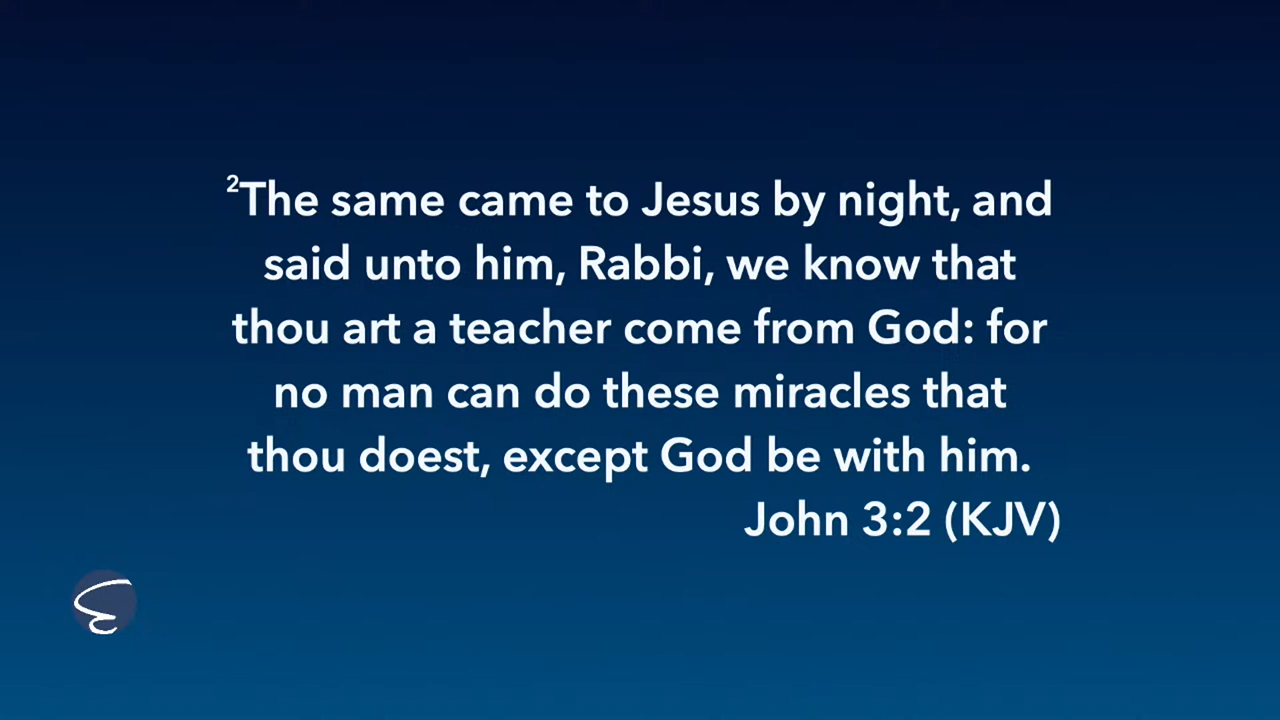 ²The same came to Jesus by night, and
said unto him, Rabbi, we know that
thou art a teacher come from God: for
no man can do these miracles that
thou doest, except God be with him.
John 3:2 (KJV)